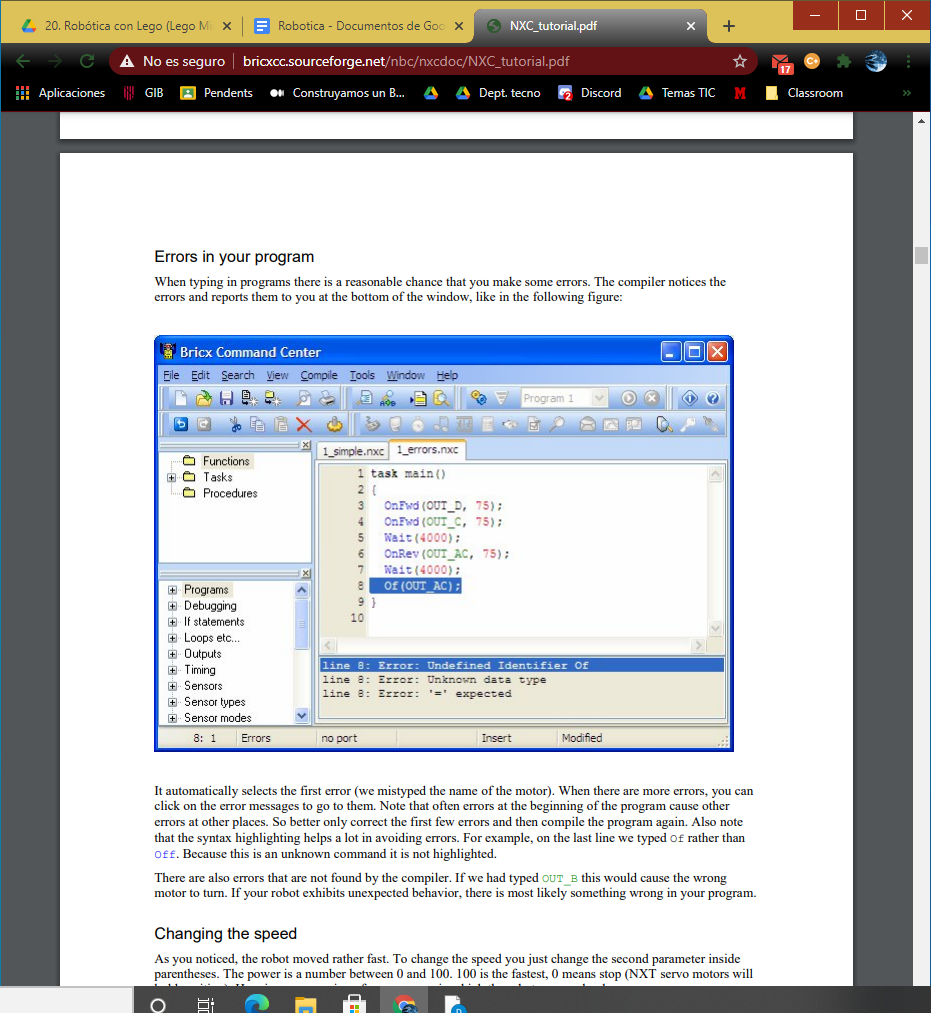 20. Robótica con Lego (Lego Mi
Robotica - Documentos de Goo
NXC_tutorial.pdf
No es seguro
bricxcc.sourceforge.net/nbc/nxcdoc/NXC_tutorial.pdf
17
C+
Aplicaciones
GIB
Pendents
Construyamos un B...
Dept. tecno
Discord
Temas TIC
Classroom
»
Errors in your program
When typing in programs there is a reasonable chance that you make some errors. The compiler notices the
errors and reports them to you at the bottom of the window, like in the following figure:
Bricx Command Center
File Edit Search View Compile Tools Window Help
Program 1
Functions
Tasks
Procedures
1_simple.nxc
1_errors.nxc
1 task main()
2 {
3 OnFwd(OUT_D, 75);
4 OnFwd(OUT_C, 75);
5 Wait(4000);
6 OnRev(OUT_AC, 75);
7 Wait(4000);
8 Of(OUT_AC);
9 }
10
Programs
Debugging
If statements
Loops etc...
Outputs
Timing
Sensors
Sensor types
Sensor modes
line 8: Error: Undefined Identifier Of
line 8: Error: Unknown data type
line 8: Error: '=' expected
8: 1 Errors no port Insert Modified
It automatically selects the first error (we mistyped the name of the motor). When there are more errors, you can
click on the error messages to go to them. Note that often errors at the beginning of the program cause other
errors at other places. So better only correct the first few errors and then compile the program again. Also note
that the syntax highlighting helps a lot in avoiding errors. For example, on the last line we typed Of rather than
Off. Because this is an unknown command it is not highlighted.
There are also errors that are not found by the compiler. If we had typed OUT_B this would cause the wrong
motor to turn. If your robot exhibits unexpected behavior, there is most likely something wrong in your program.
Changing the speed
As you noticed, the robot moved rather fast. To change the speed you just change the second parameter inside
parentheses. The power is a number between 0 and 100. 100 is the fastest, 0 means stop (NXT servo motors will